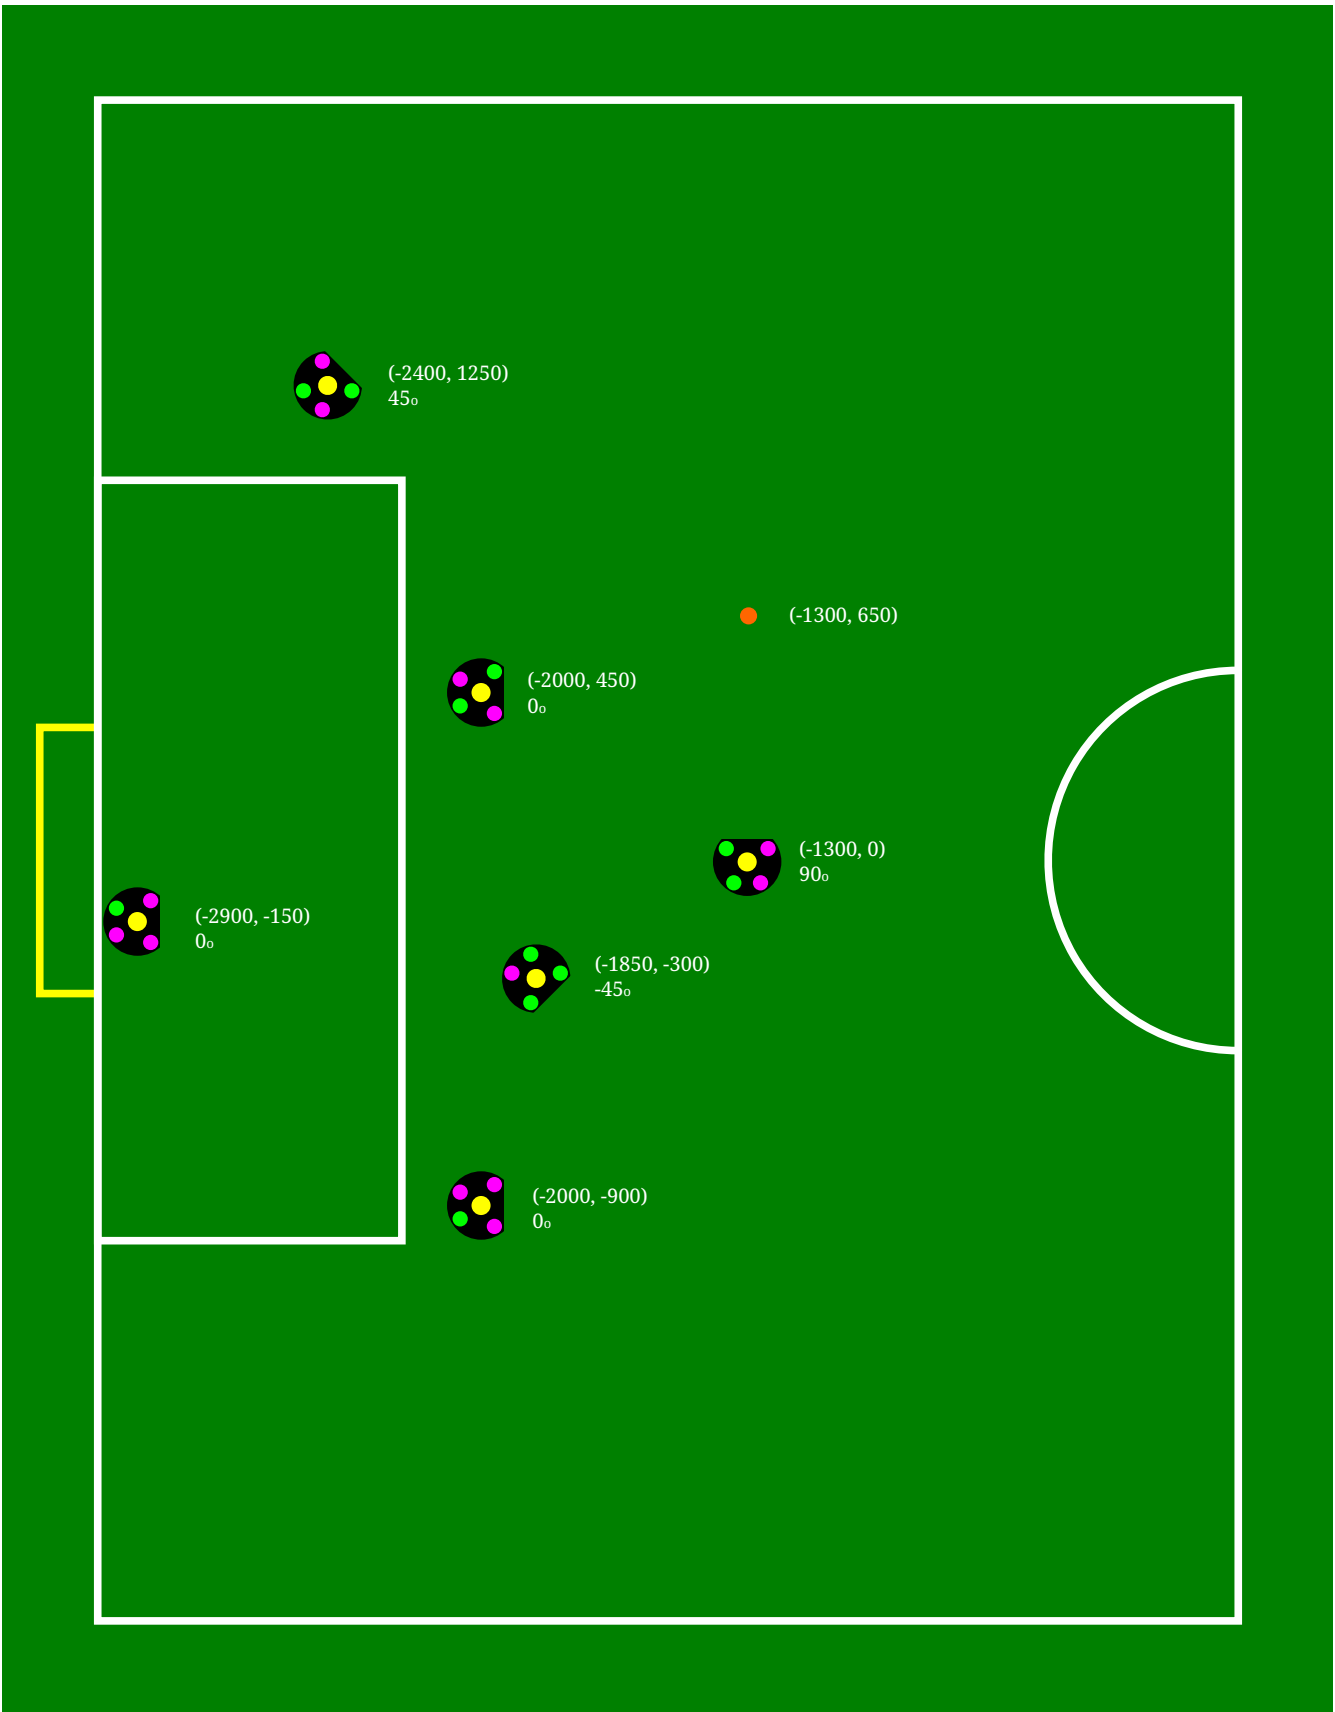 (-2400, 1250)
45o
(-1300, 650)
(-2000, 450)
0o
(-1300, 0)
90o
(-2900, -150)
0o
(-1850, -300)
-45o
(-2000, -900)
0o